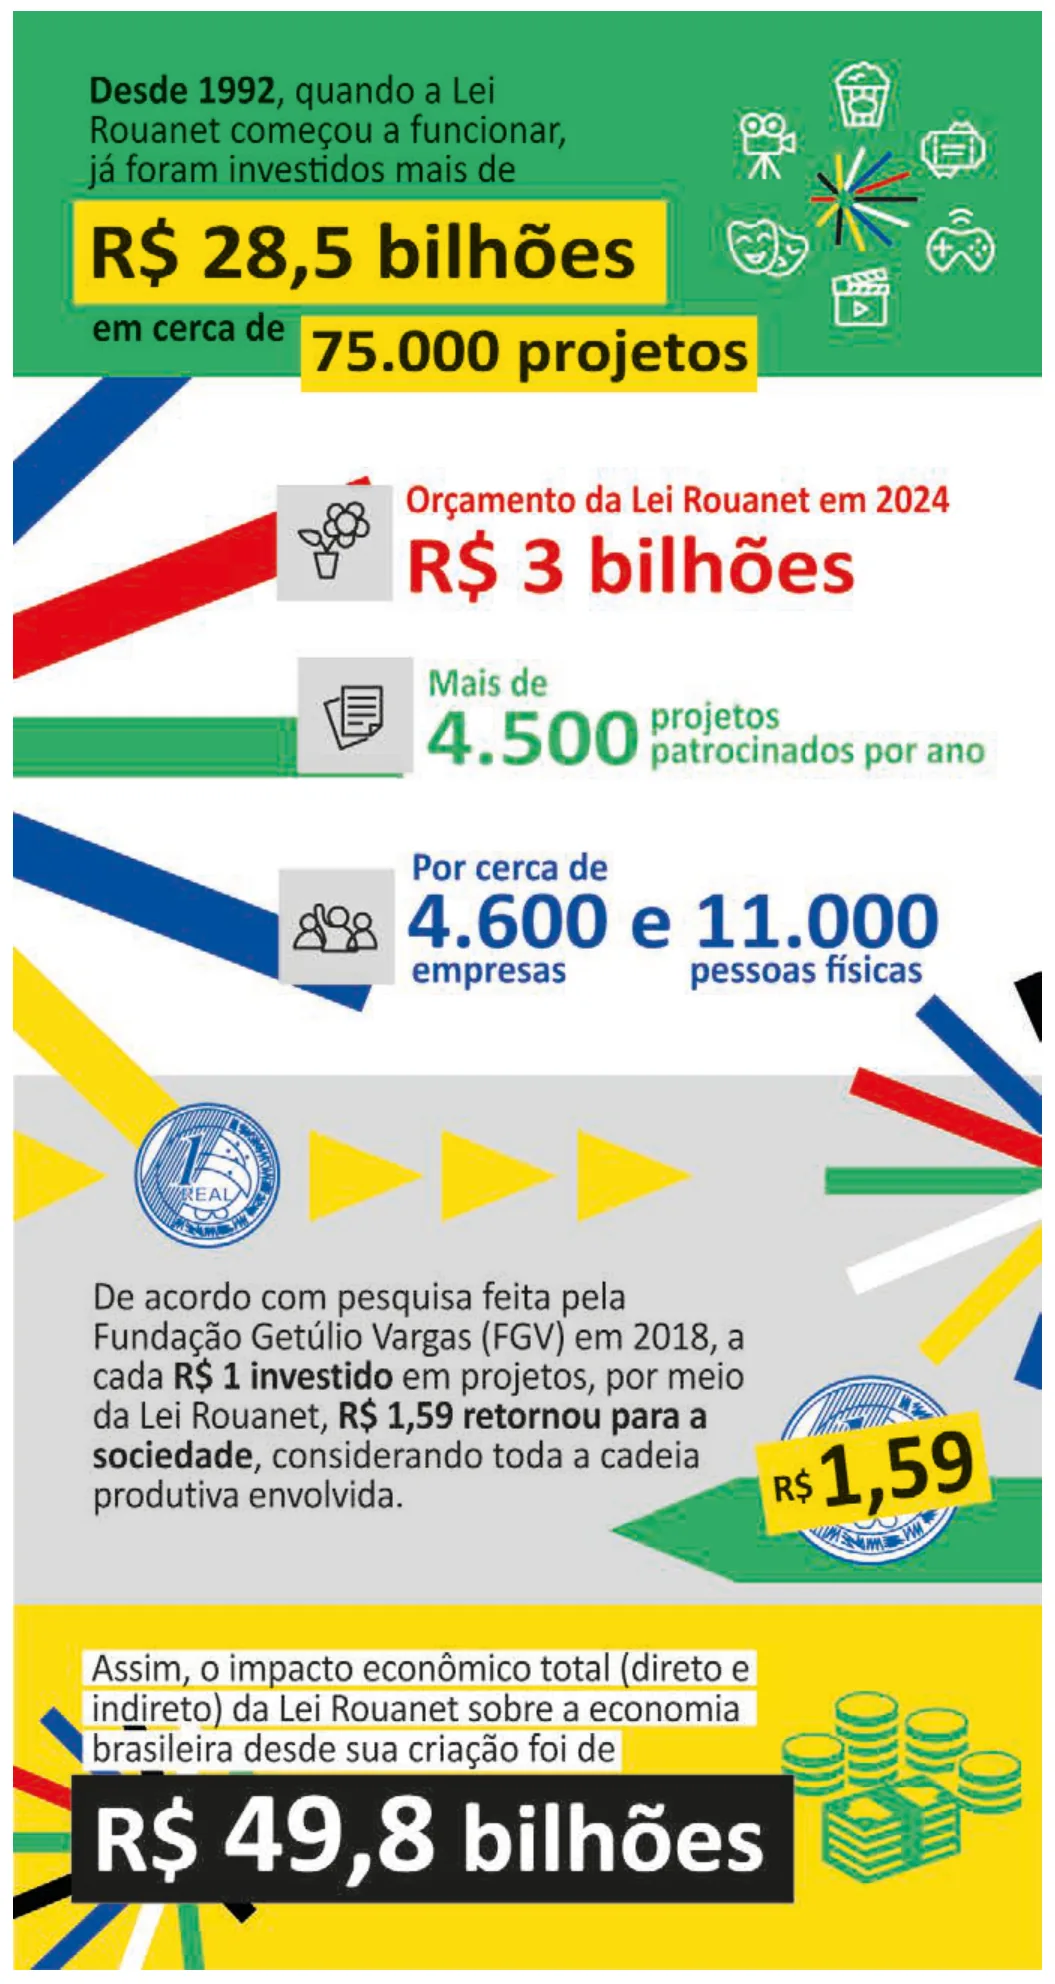 Desde 1992, quando a Lei
Rouanet começou a funcionar,
já foram investidos mais de
R$ 28,5 bilhões
em cerca de
75.000 projetos
Orçamento da Lei Rouanet em 2024
R$ 3 bilhões
Mais de
4.500 projetos
patrocinados por ano
Por cerca de
4.600 e 11.000
empresas pessoas físicas
1
REAL
De acordo com pesquisa feita pela
Fundação Getúlio Vargas (FGV) em 2018, a
cada R$ 1 investido em projetos, por meio
da Lei Rouanet, R$ 1,59 retornou para a
sociedade, considerando toda a cadeia
produtiva envolvida.
R$ 1,59
Assim, o impacto econômico total (direto e
indireto) da Lei Rouanet sobre a economia
brasileira desde sua criação foi de
R$ 49,8 bilhões